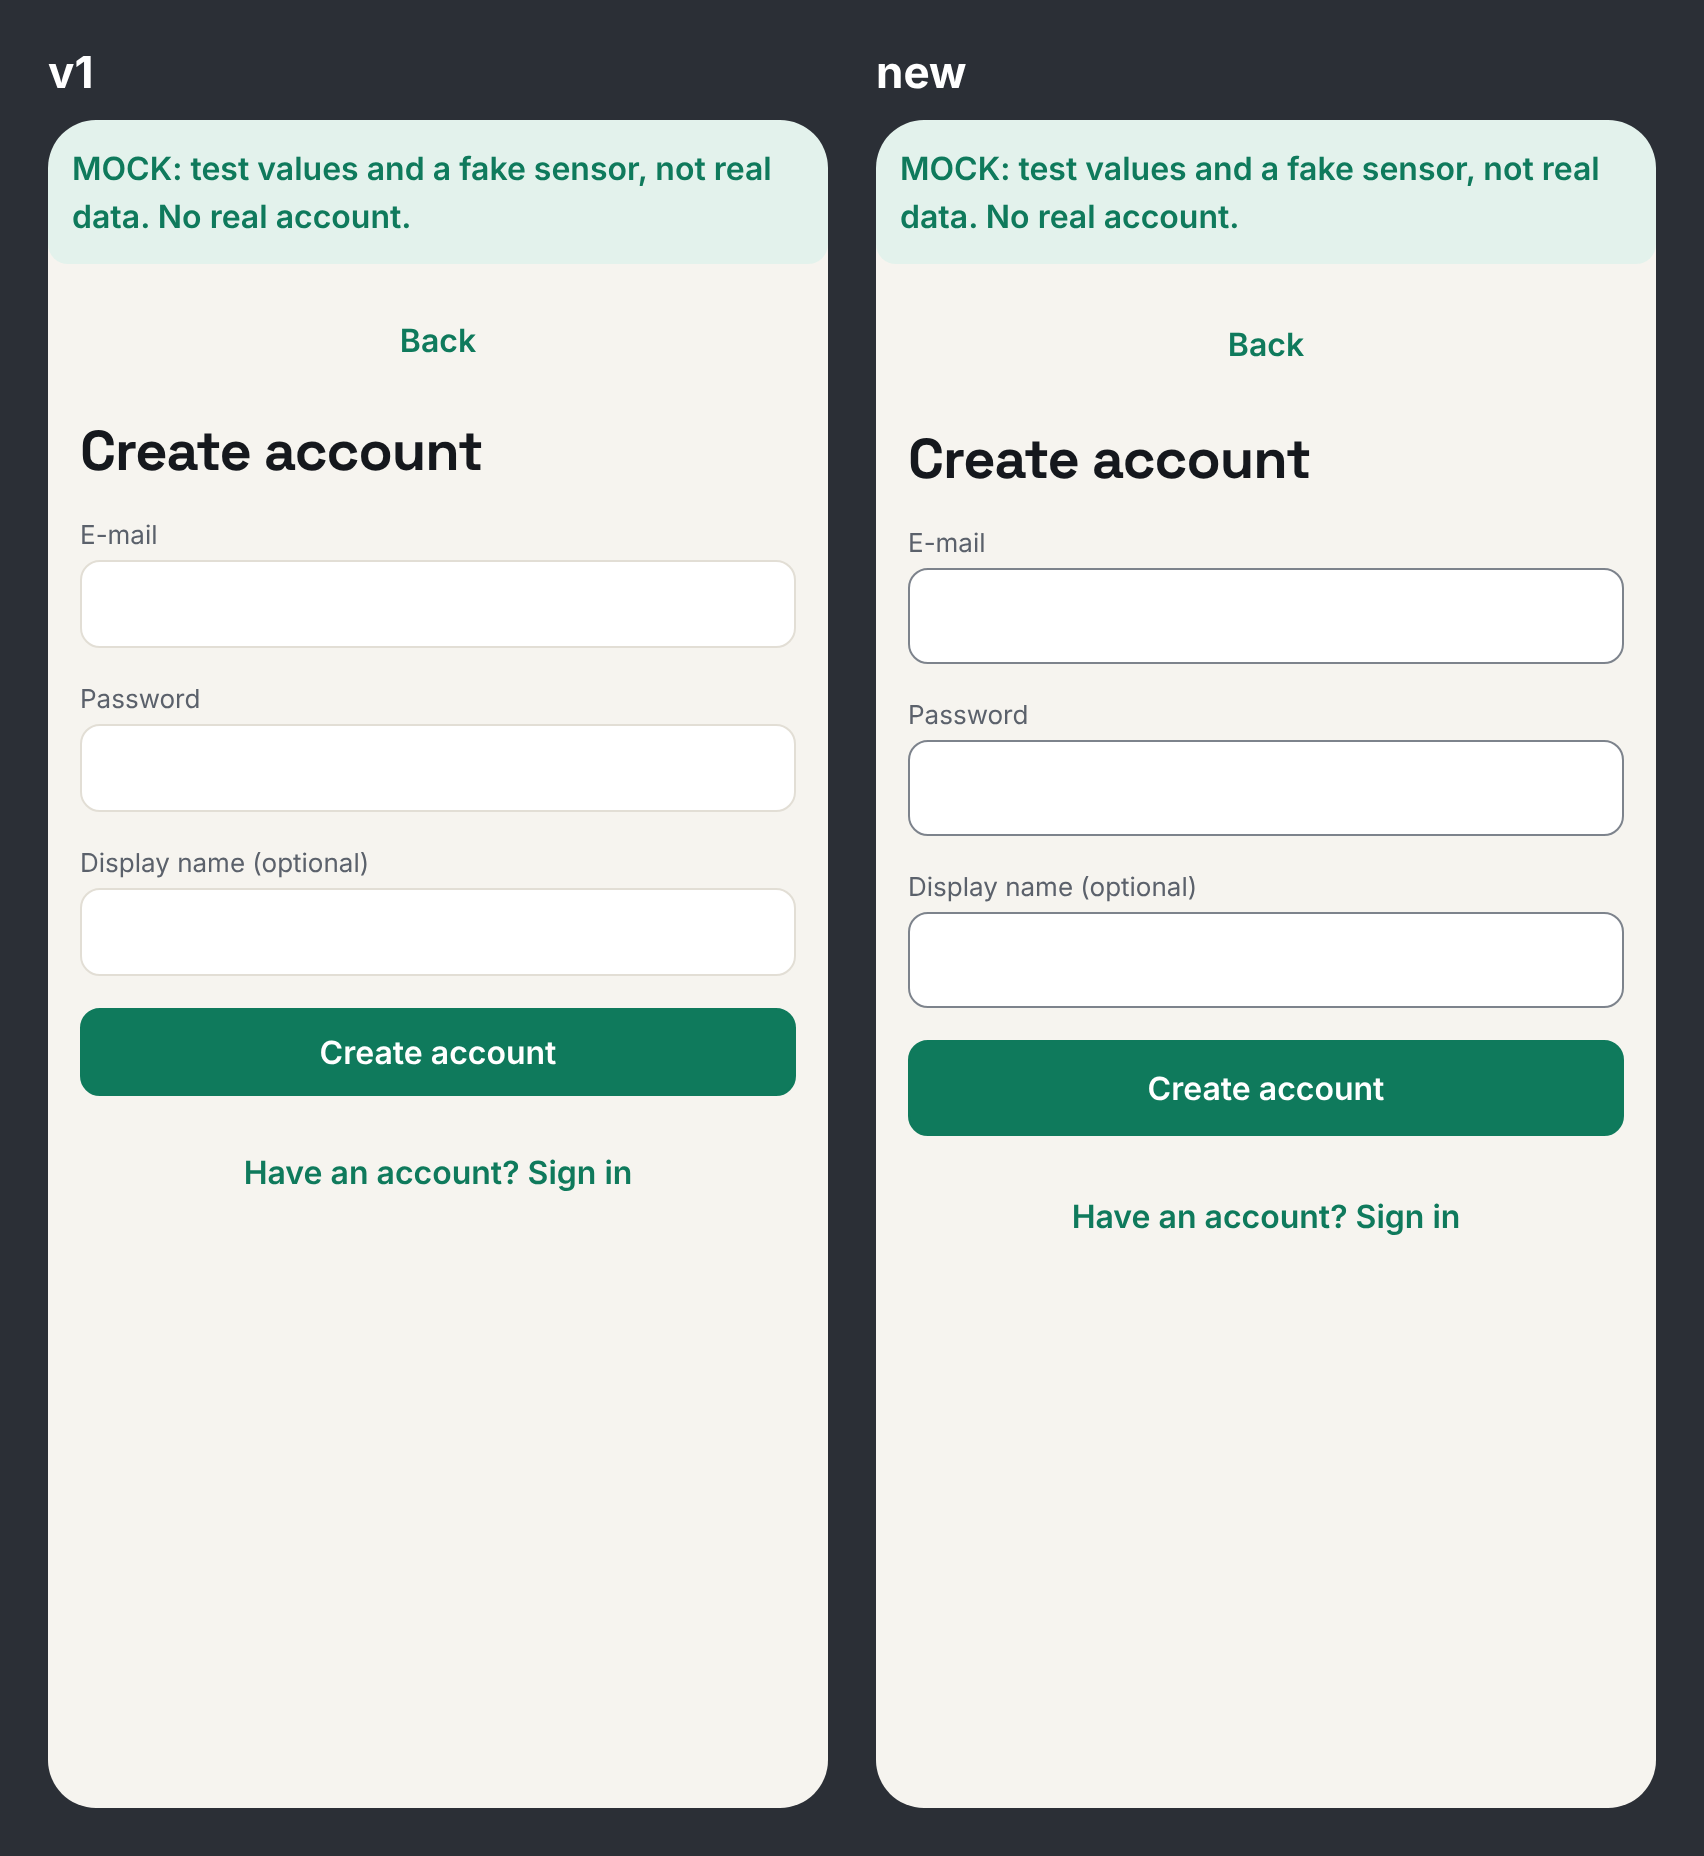 v1
MOCK: test values and a fake sensor, not real
data. No real account.
Back
Create account
E-mail
Password
Display name (optional)
Create account
Have an account? Sign in
new
MOCK: test values and a fake sensor, not real
data. No real account.
Back
Create account
E-mail
Password
Display name (optional)
Create account
Have an account? Sign in